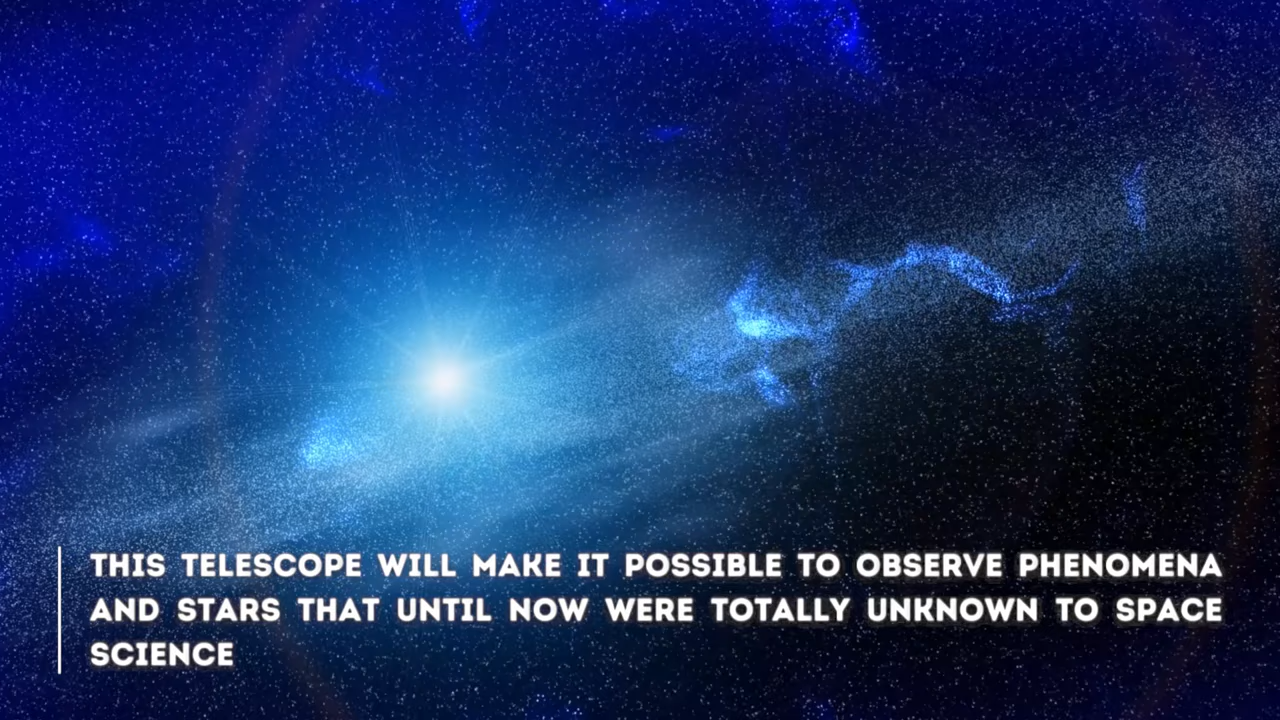 THIS TELESCOPE WILL MAKE IT POSSIBLE TO OBSERVE PHENOMENA
AND STARS THAT UNTIL NOW WERE TOTALLY UNKNOWN TO SPACE
SCIENCE